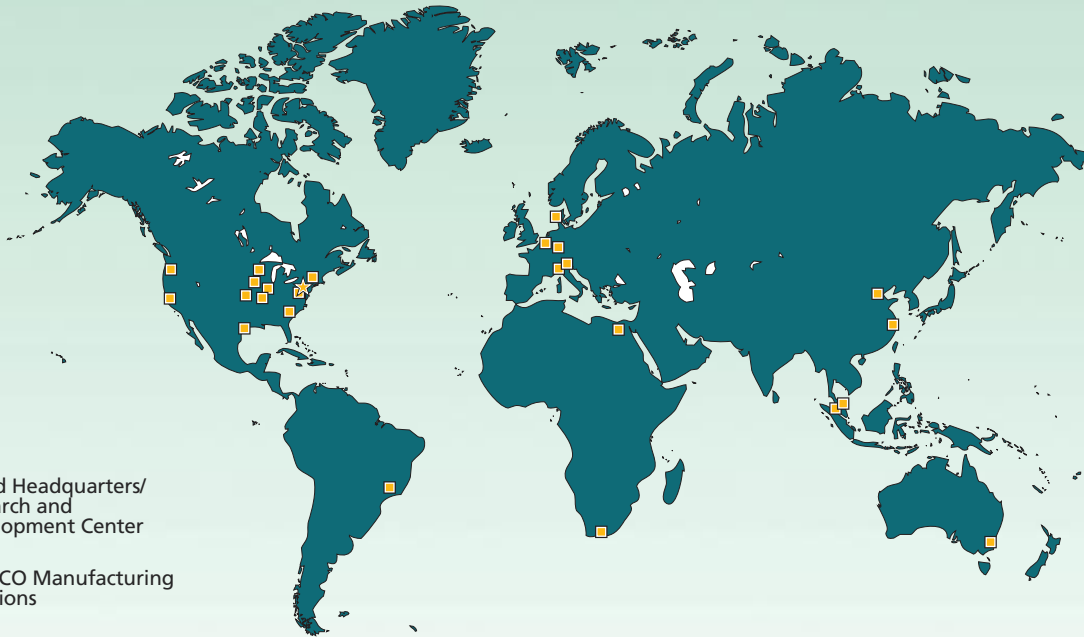 d Headquarters/
rch and
opment Center
CO Manufacturing
ions